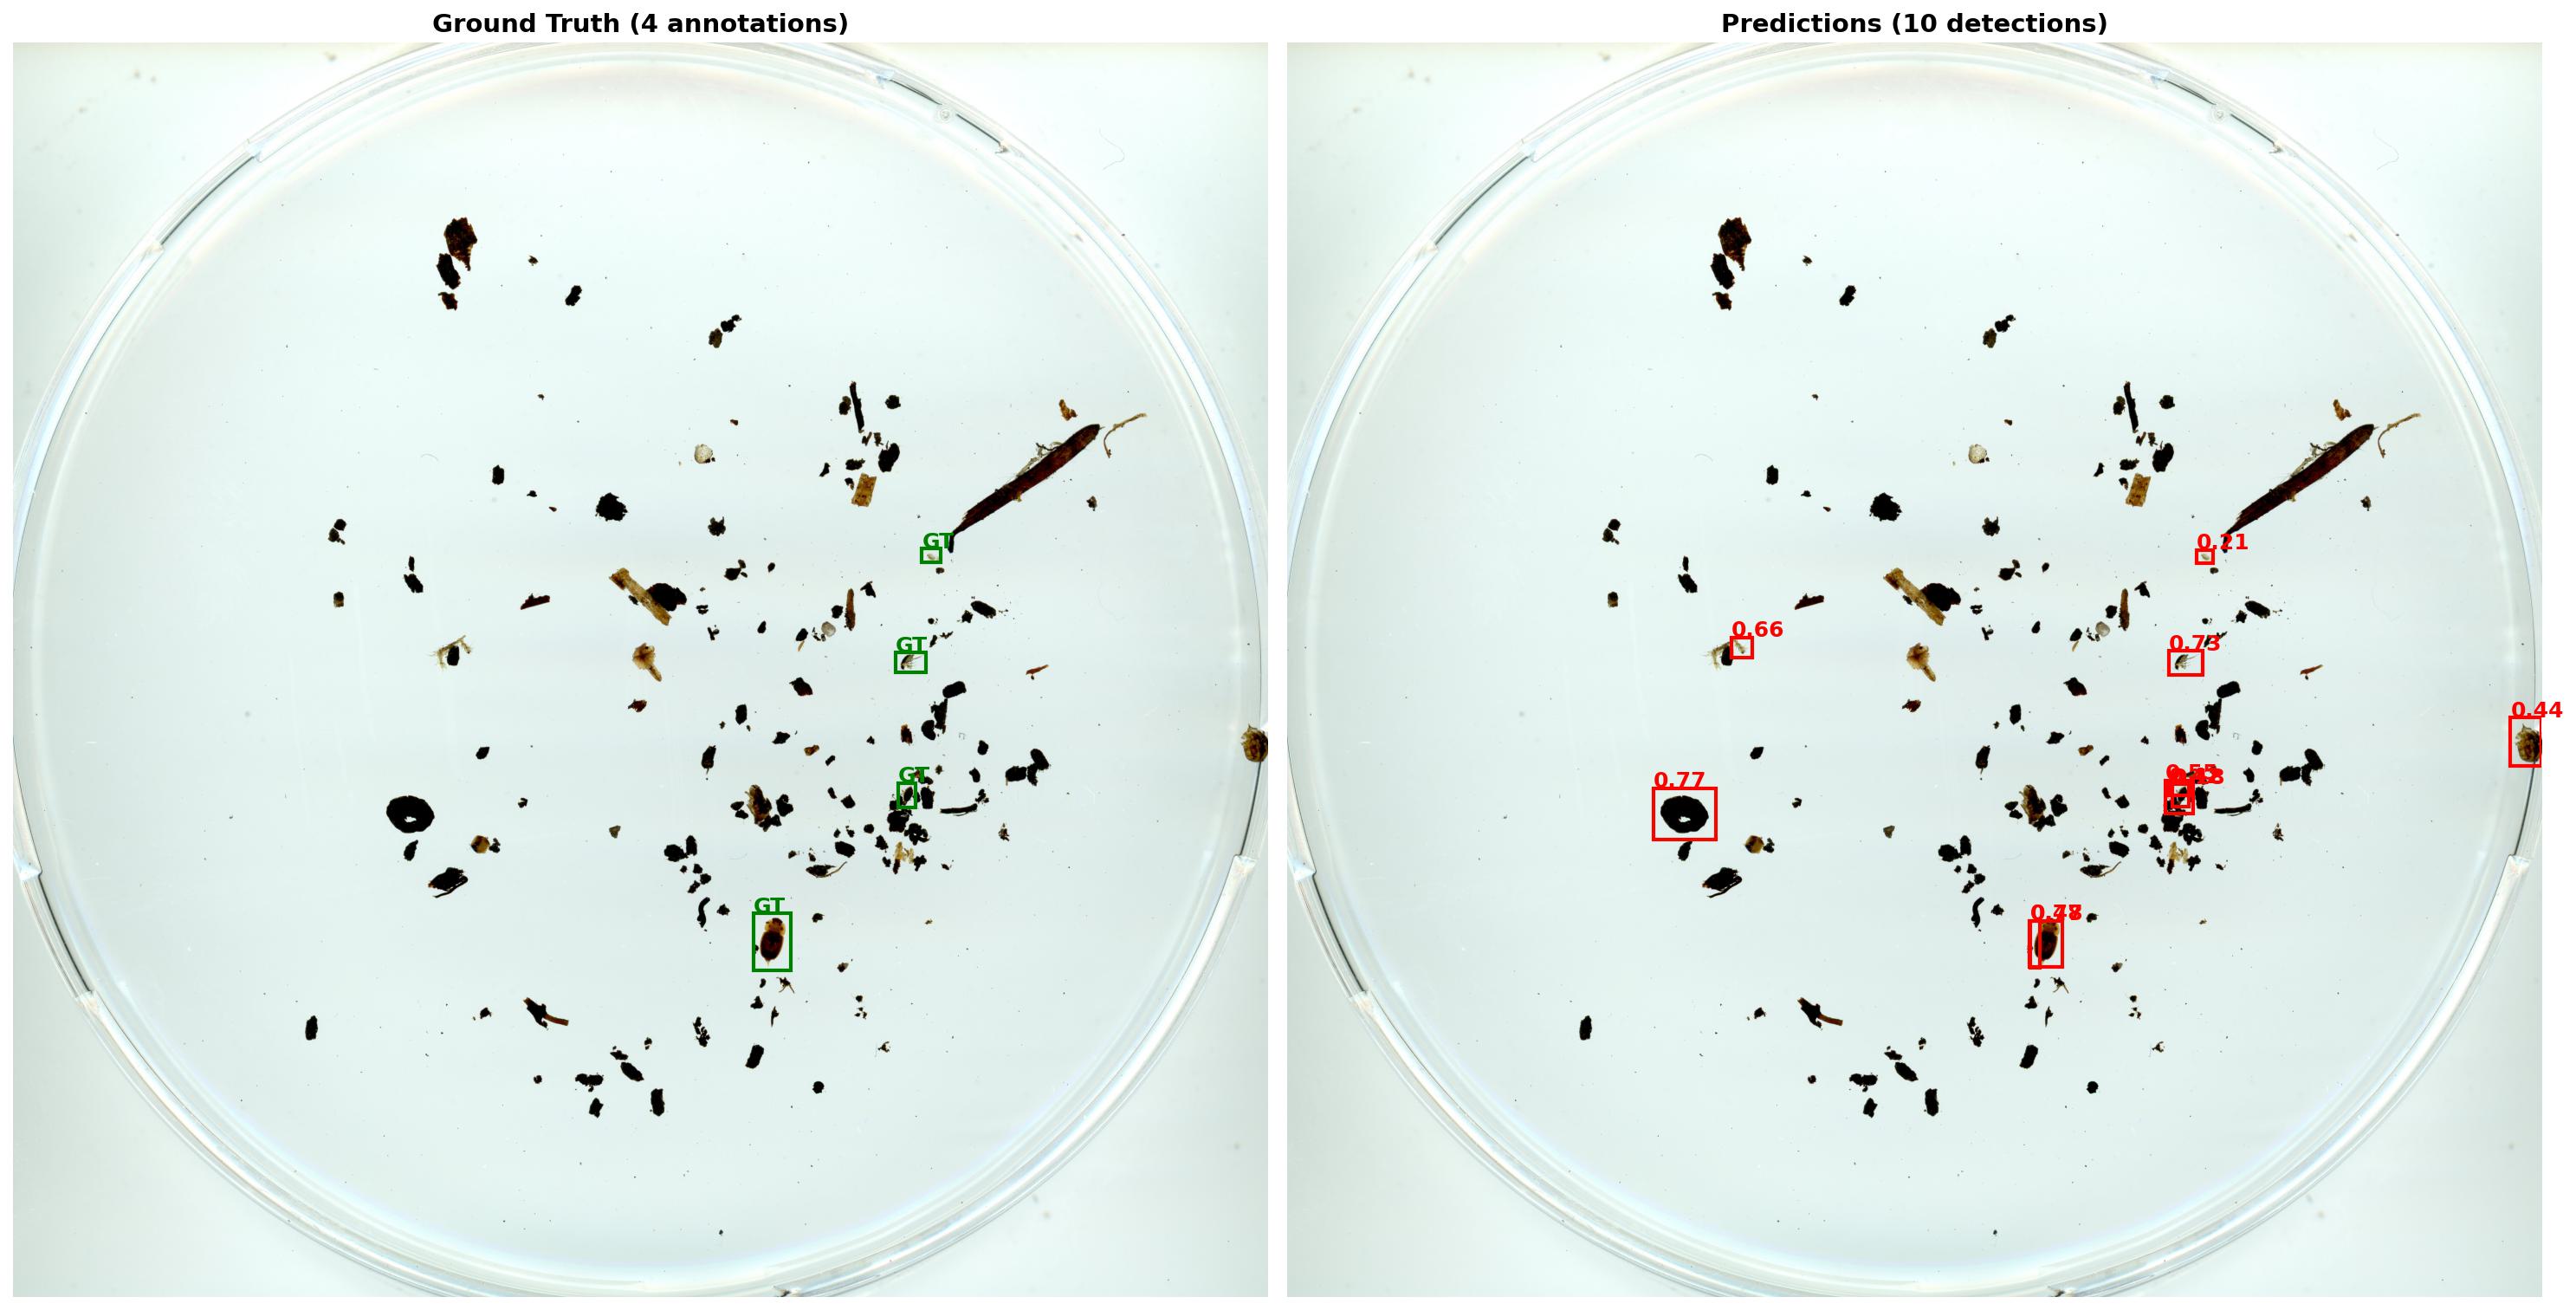 Ground Truth (4 annotations)
Predictions (10 detections)
GT
0.21
GT
0.66
0.73
0.44
GT
0.77
GT